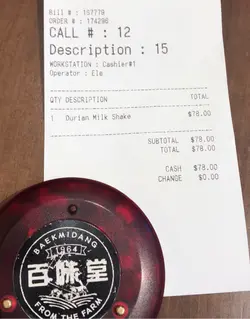 Bill # : 157779
ORDER # : 174296
CALL # : 12
Description : 15
WORKSTATION : Cashier#1
Operator : Ela
QTY DESCRIPTION TOTAL
1 Durian Milk Shake $78.00
SUBTOTAL $78.00
TOTAL $78.00
CASH $78.00
CHANGE $0.00
BAEKMIDANG
1964
百味堂
FROM THE FARM